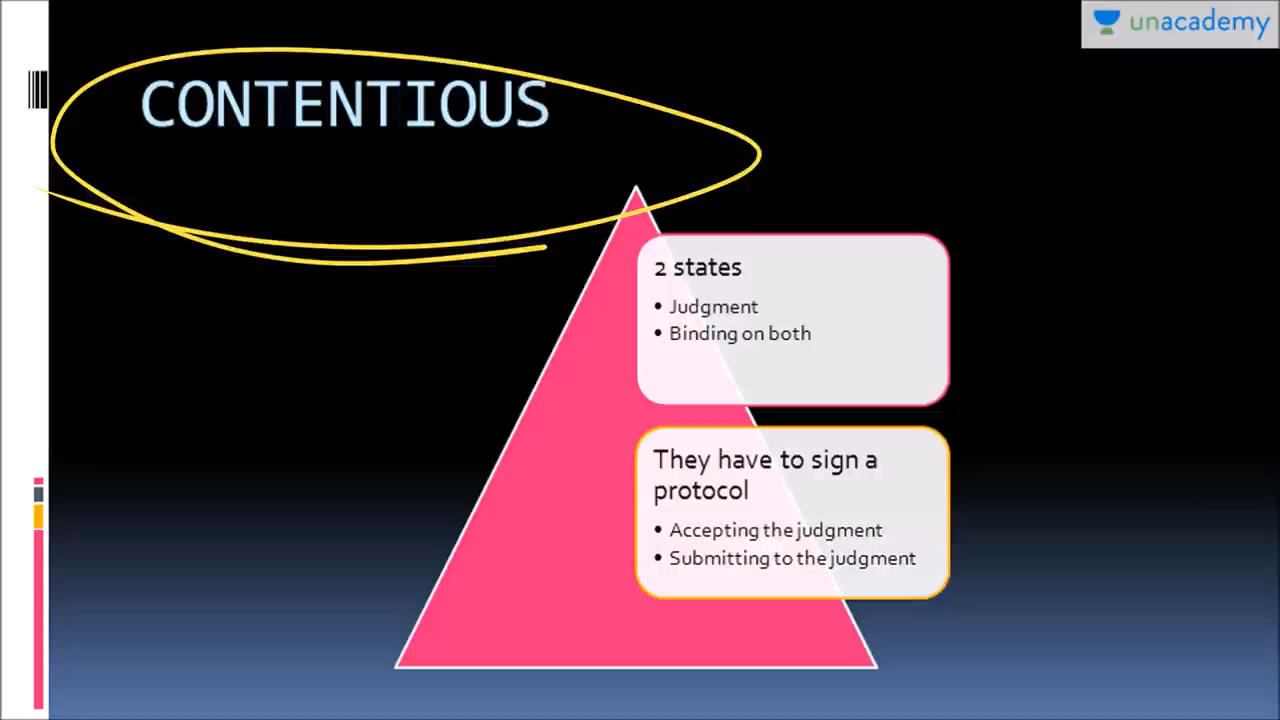 unacademy
CONTENTIOUS
2 states
• Judgment
• Binding on both
They have to sign a
protocol
• Accepting the judgment
• Submitting to the judgment